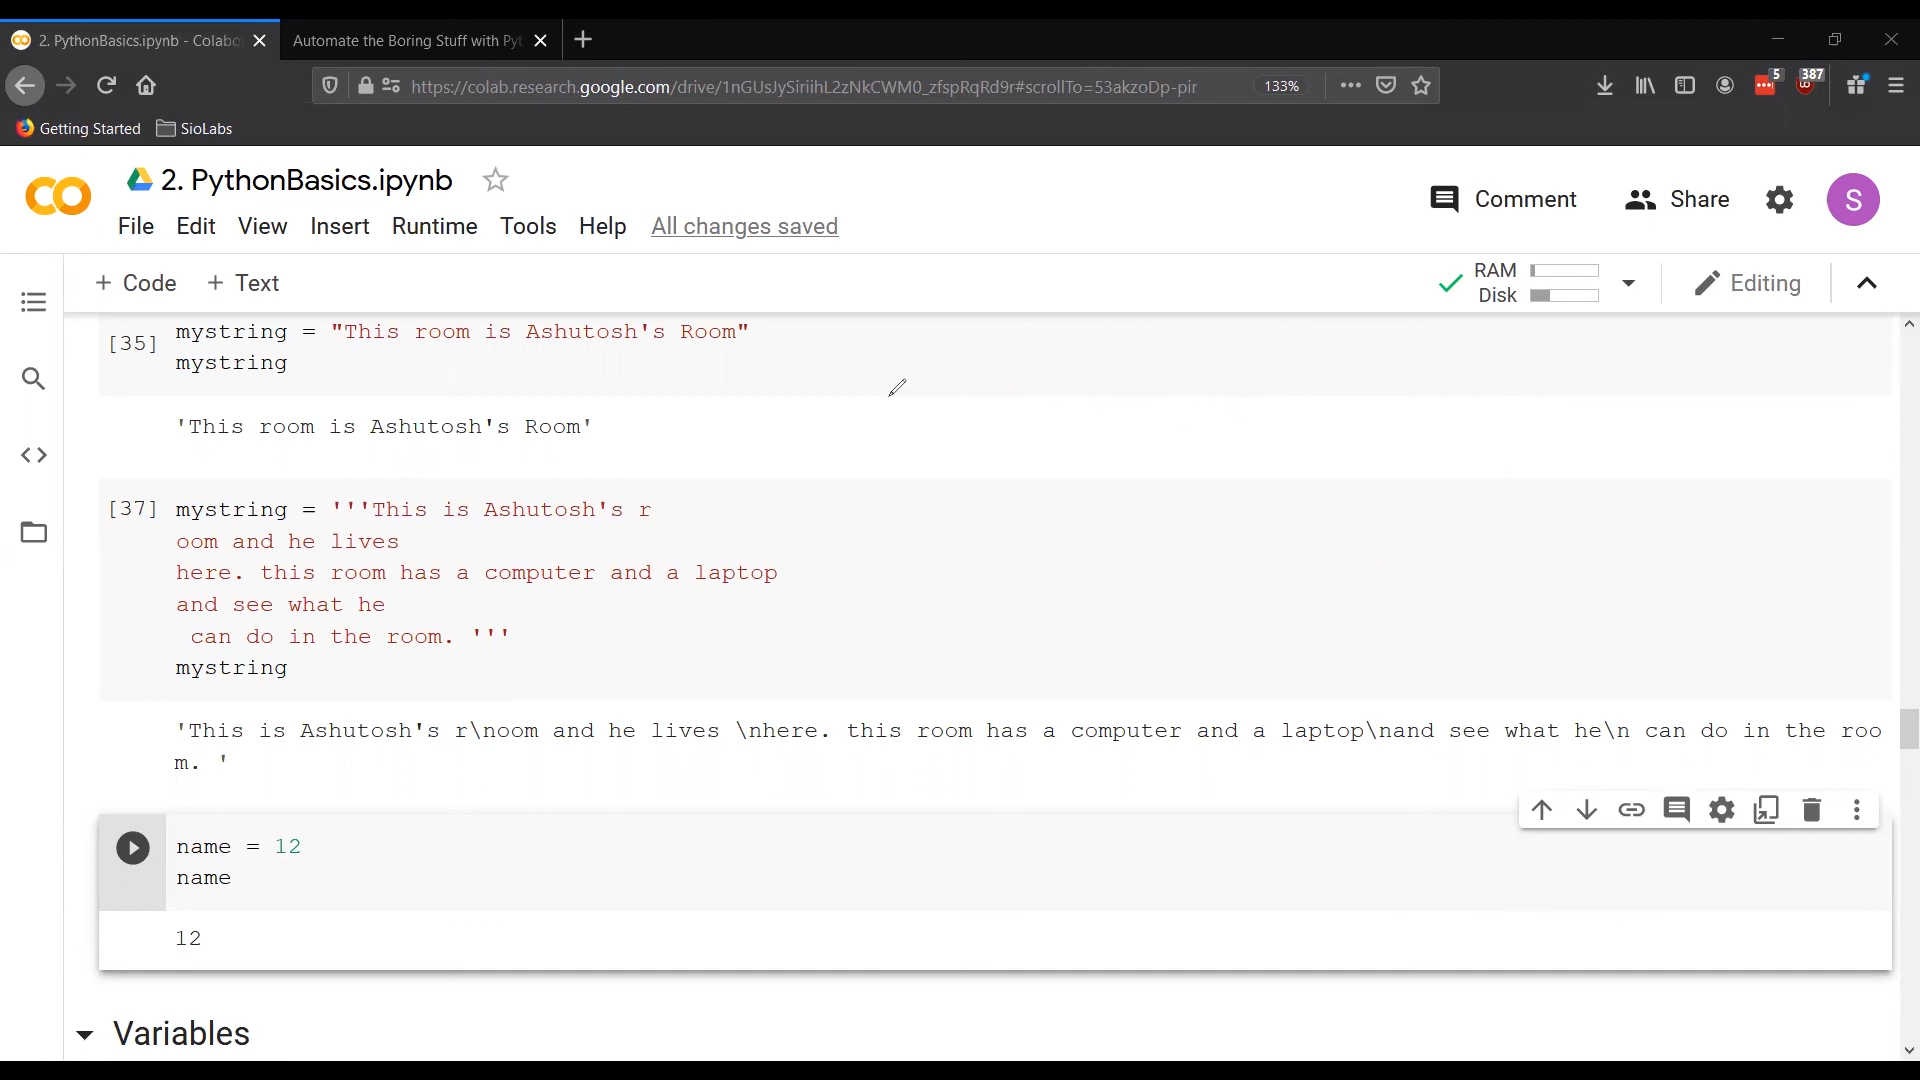 2. PythonBasics.ipynb - Colabo
Automate the Boring Stuff with Pyt
https://colab.research.google.com/drive/1nGUsJySiriihL2zNkCWM0_zfspRqRd9r#scrollTo=53akzoDp-pir
133%
5
387
Getting Started
SioLabs
2. PythonBasics.ipynb
File Edit View Insert Runtime Tools Help All changes saved
Comment
Share
S
+ Code + Text
RAM
Disk
Editing
[35] mystring = "This room is Ashutosh's Room"
mystring
'This room is Ashutosh's Room'
[37] mystring = '''This is Ashutosh's r
oom and he lives
here. this room has a computer and a laptop
and see what he
can do in the room. '''
mystring
'This is Ashutosh's r\noom and he lives \nhere. this room has a computer and a laptop\nand see what he\n can do in the roo
m. '
name = 12
name
12
Variables